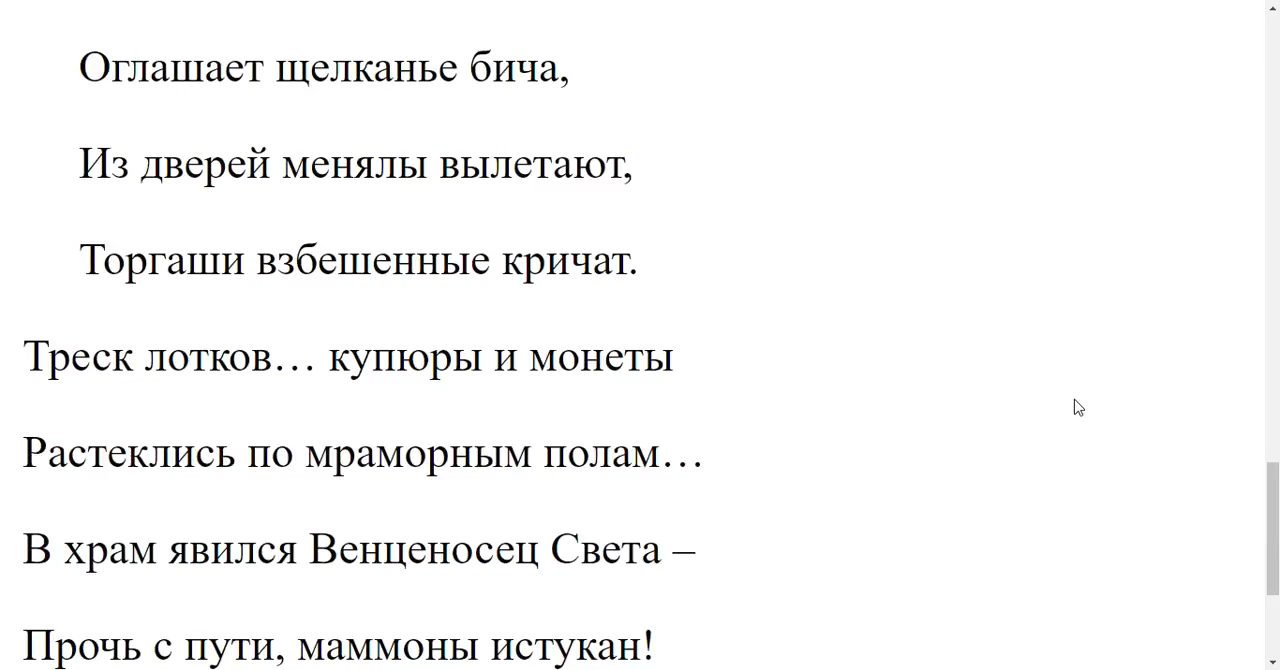 Оглашает щелканье бича,
Из дверей менялы вылетают,
Торгаши взбешенные кричат.
Треск лотков… купюры и монеты
Растеклись по мраморным полам…
В храм явился Венценосец Света –
Прочь с пути, маммоны истукан!